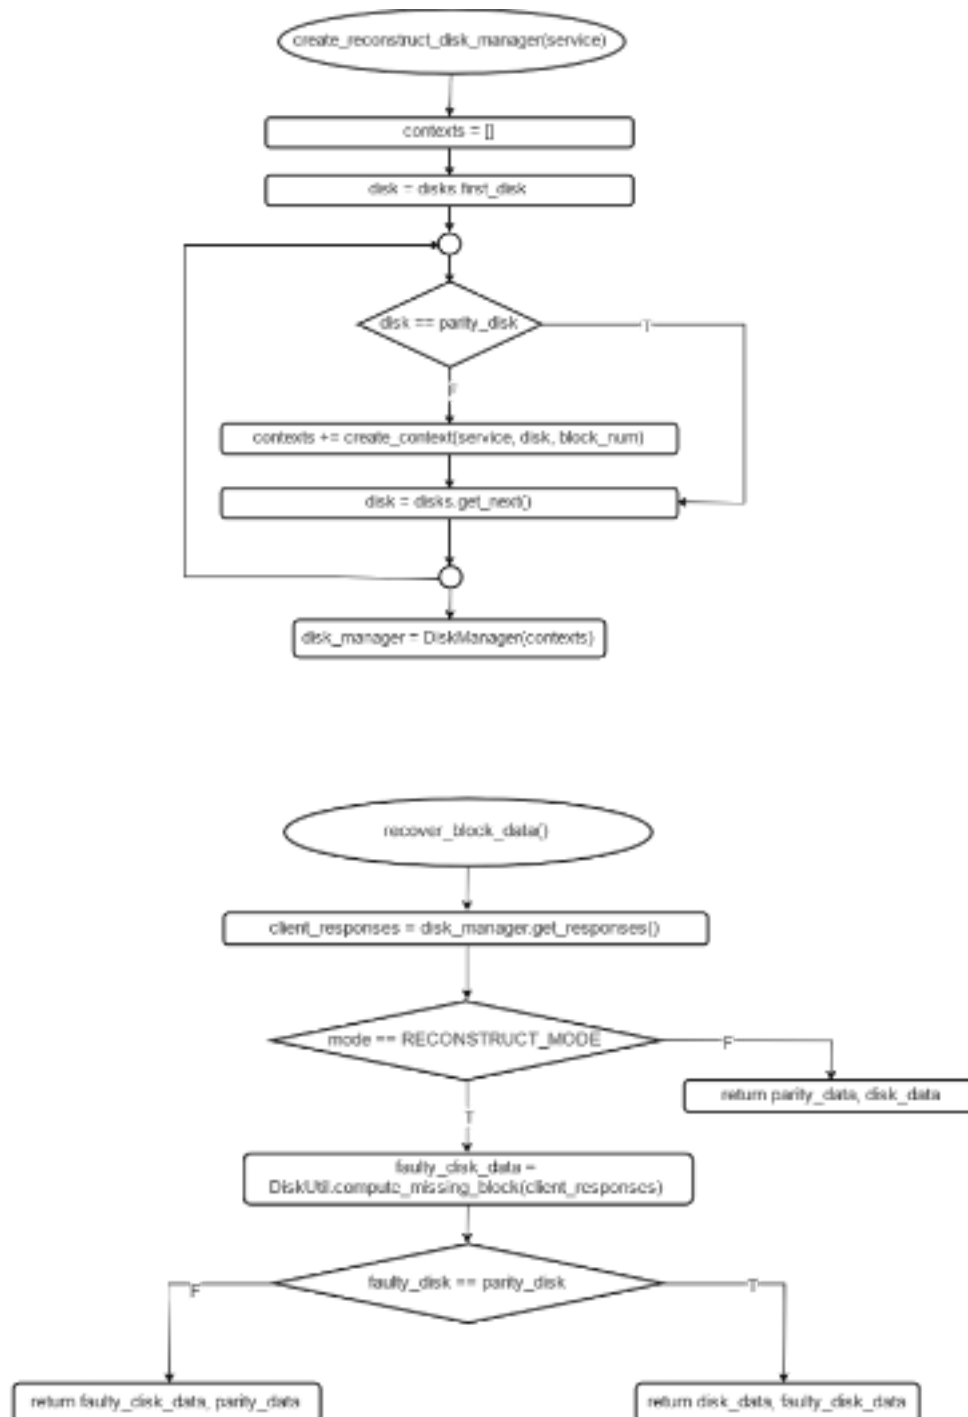 create_reconstruct_disk_manager(service)
contexts = []
disk = disks.first_disk
disk == parity_disk
T
F
contexts += create_context(service, disk, block_num)
disk = disks.get_next()
disk_manager = DiskManager(contexts)
recover_block_data()
client_responses = disk_manager.get_responses()
mode == RECONSTRUCT_MODE
F
return parity_data, disk_data
T
faulty_disk_data =
DiskUtil.compute_missing_block(client_responses)
faulty_disk == parity_disk
F
T
return faulty_disk_data, parity_data
return disk_data, faulty_disk_data